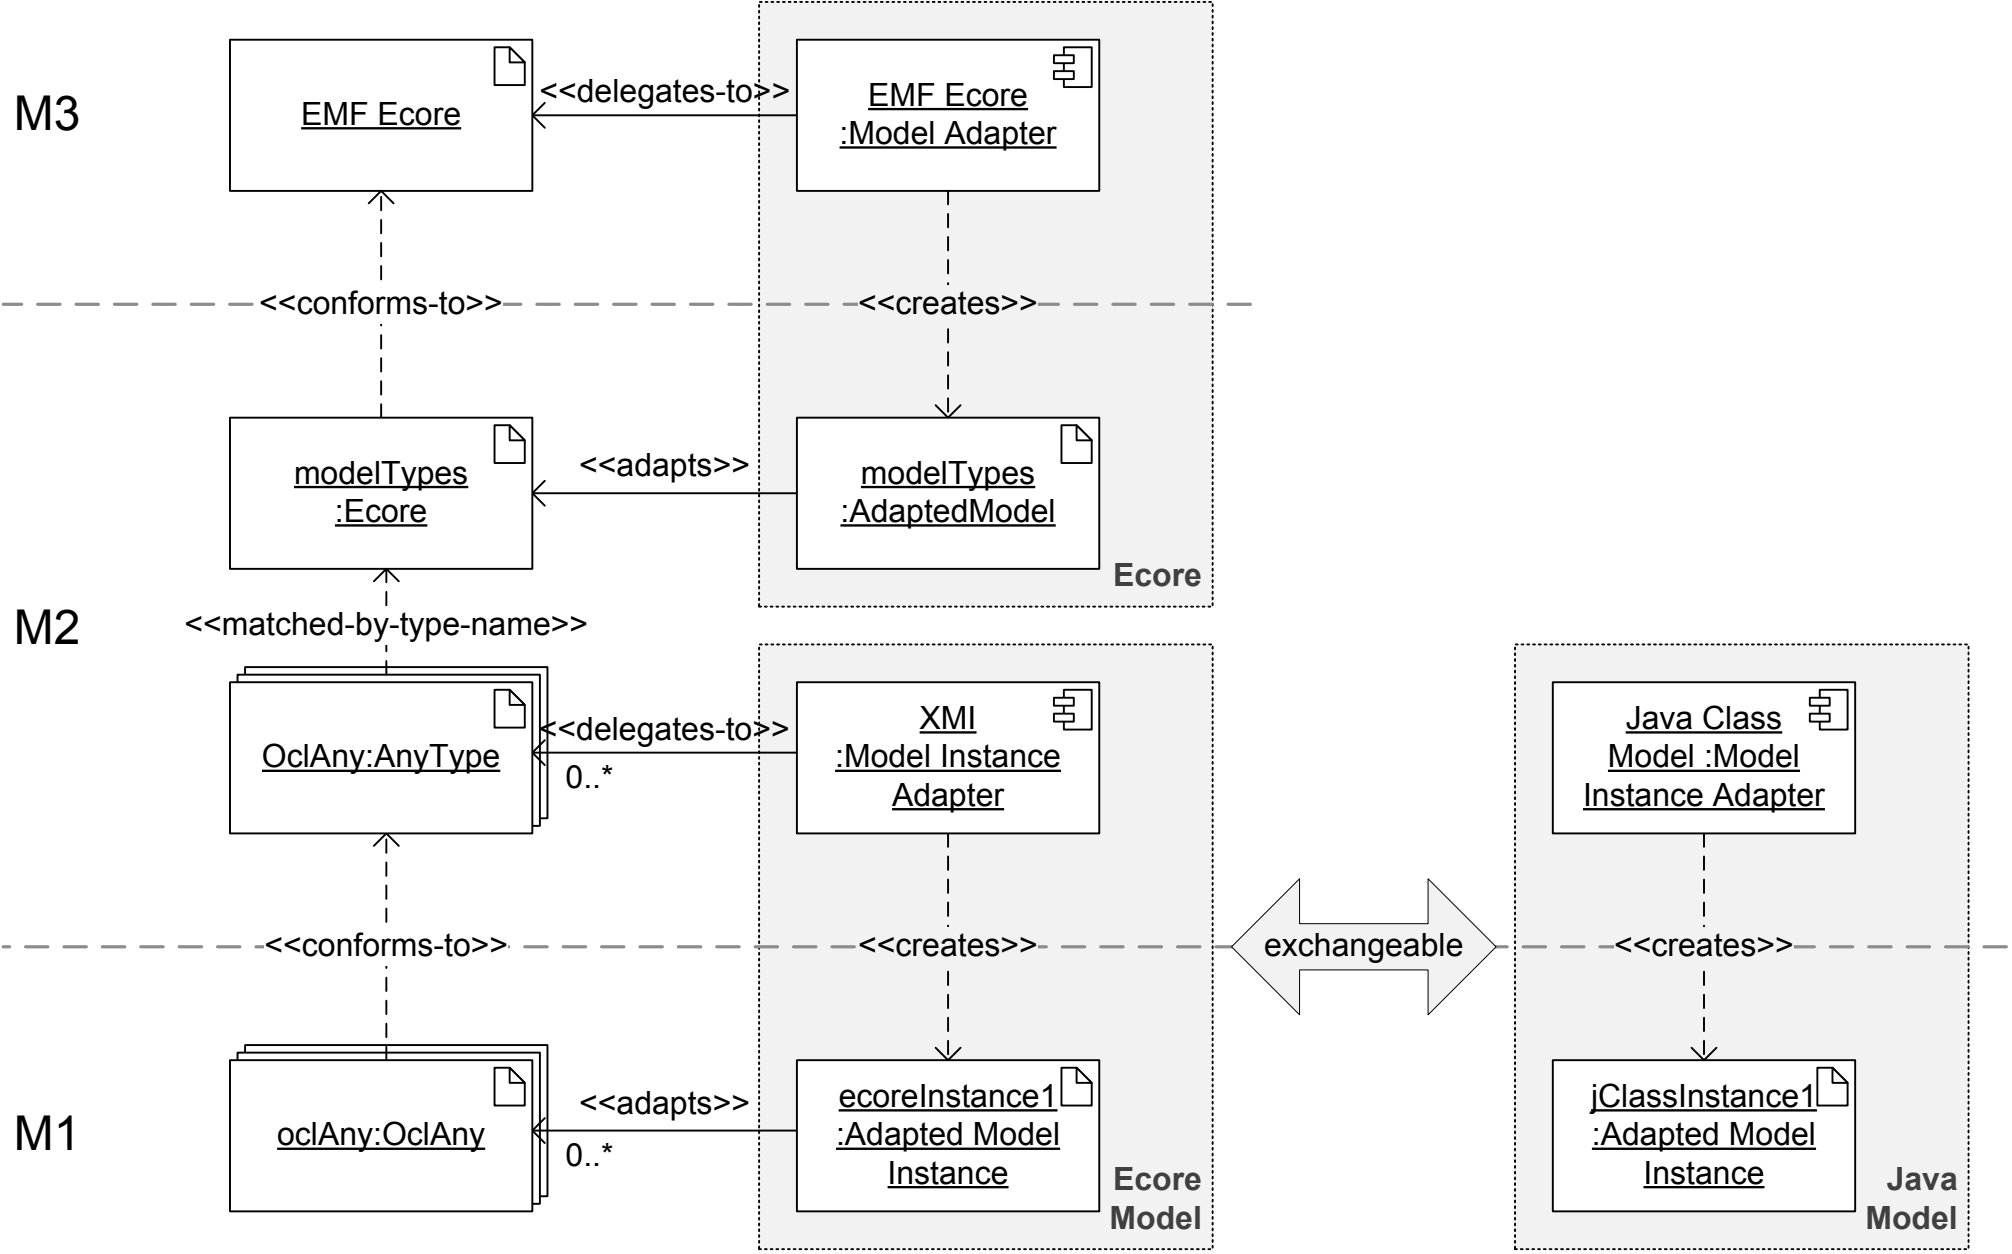 M3
EMF Ecore
<<delegates-to>>
EMF Ecore
:Model Adapter
<<conforms-to>>
<<creates>>
modelTypes
:Ecore
<<adapts>>
modelTypes
:AdaptedModel
Ecore
M2
<<matched-by-type-name>>
OclAny:AnyType
<<delegates-to>>
0..*
XMI
:Model Instance
Adapter
Java Class
Model :Model
Instance Adapter
<<conforms-to>>
<<creates>>
exchangeable
<<creates>>
M1
oclAny:OclAny
<<adapts>>
0..*
ecoreInstance1
:Adapted Model
Instance
Ecore
Model
jClassInstance1
:Adapted Model
Instance
Java
Model